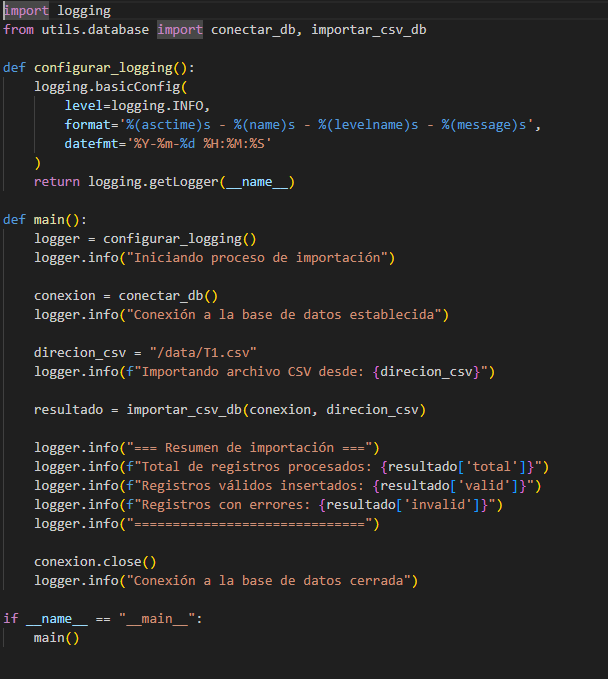 import logging
from utils.database import conectar_db, importar_csv_db
def configurar_logging():
    logging.basicConfig(
        level=logging.INFO,
        format='%(asctime)s - %(name)s - %(levelname)s - %(message)s',
        datefmt='%Y-%m-%d %H:%M:%S'
    )
    return logging.getLogger(__name__)
def main():
    logger = configurar_logging()
    logger.info("Iniciando proceso de importación")
    conexion = conectar_db()
    logger.info("Conexión a la base de datos establecida")
    direcion_csv = "/data/T1.csv"
    logger.info(f"Importando archivo CSV desde: {direcion_csv}")
    resultado = importar_csv_db(conexion, direcion_csv)
    logger.info("=== Resumen de importación ===")
    logger.info(f"Total de registros procesados: {resultado['total']}")
    logger.info(f"Registros válidos insertados: {resultado['valid']}")
    logger.info(f"Registros con errores: {resultado['invalid']}")
    logger.info("==============================")
    conexion.close()
    logger.info("Conexión a la base de datos cerrada")
if __name__ == "__main__":
    main()